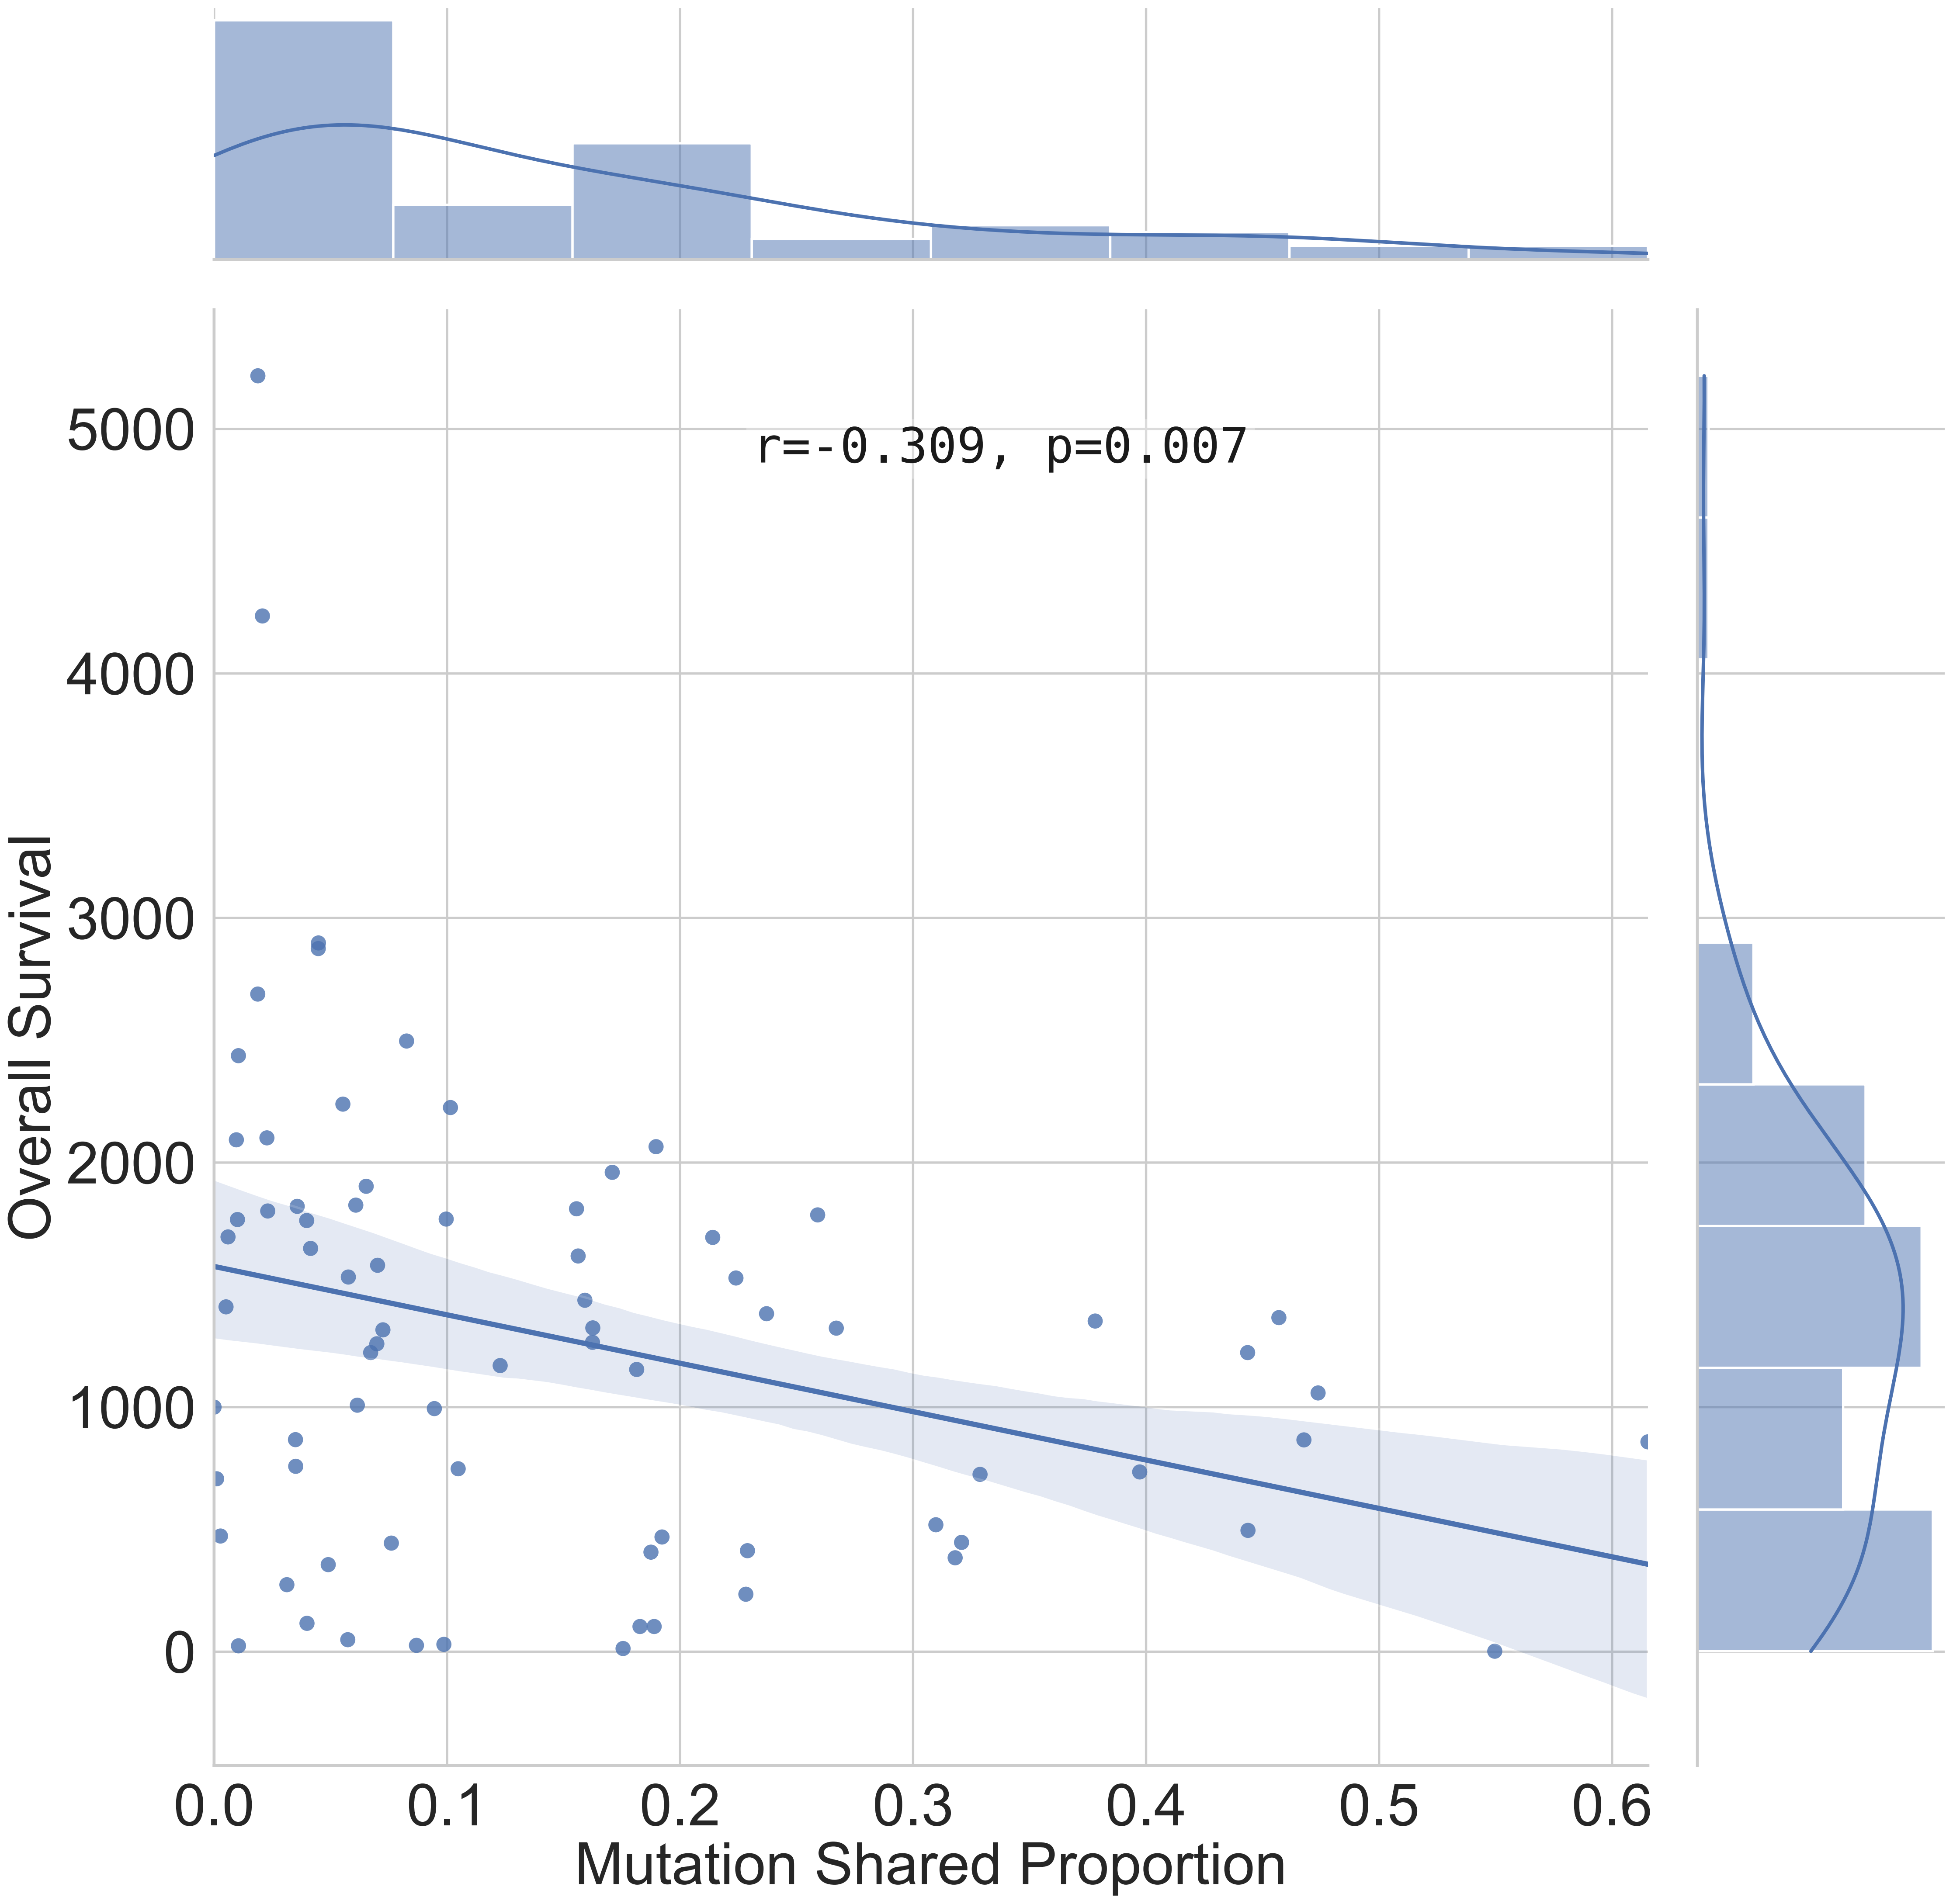 r=-0.309, p=0.007
5000
4000
3000
2000
1000
0
Overall Survival
0.0 0.1 0.2 0.3 0.4 0.5 0.6
Mutation Shared Proportion